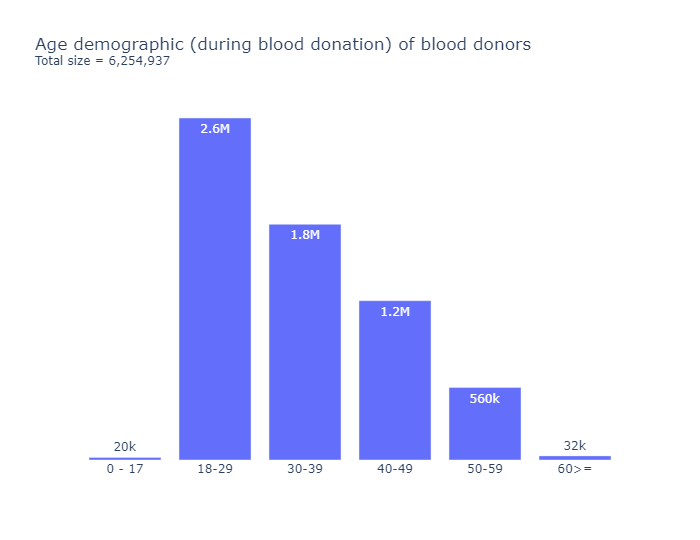 Age demographic (during blood donation) of blood donors
Total size = 6,254,937
2.6M
1.8M
1.2M
560k
20k
32k
0 - 17
18-29
30-39
40-49
50-59
60>=